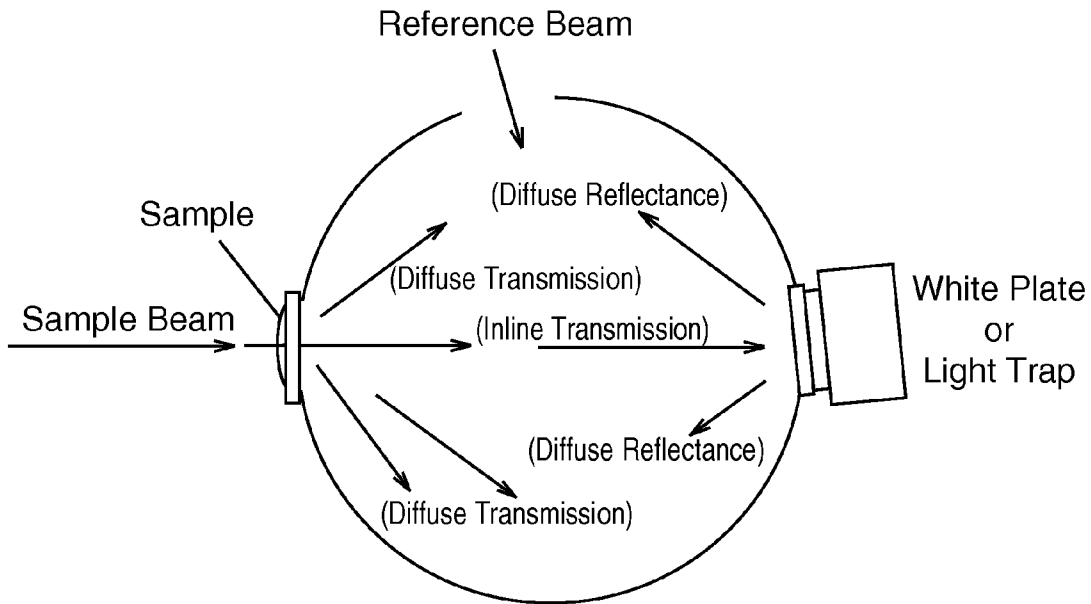 Reference Beam
(Diffuse Reflectance)
Sample
(Diffuse Transmission)
White Plate
or
Light Trap
Sample Beam
(Inline Transmission)
(Diffuse Reflectance)
(Diffuse Transmission)